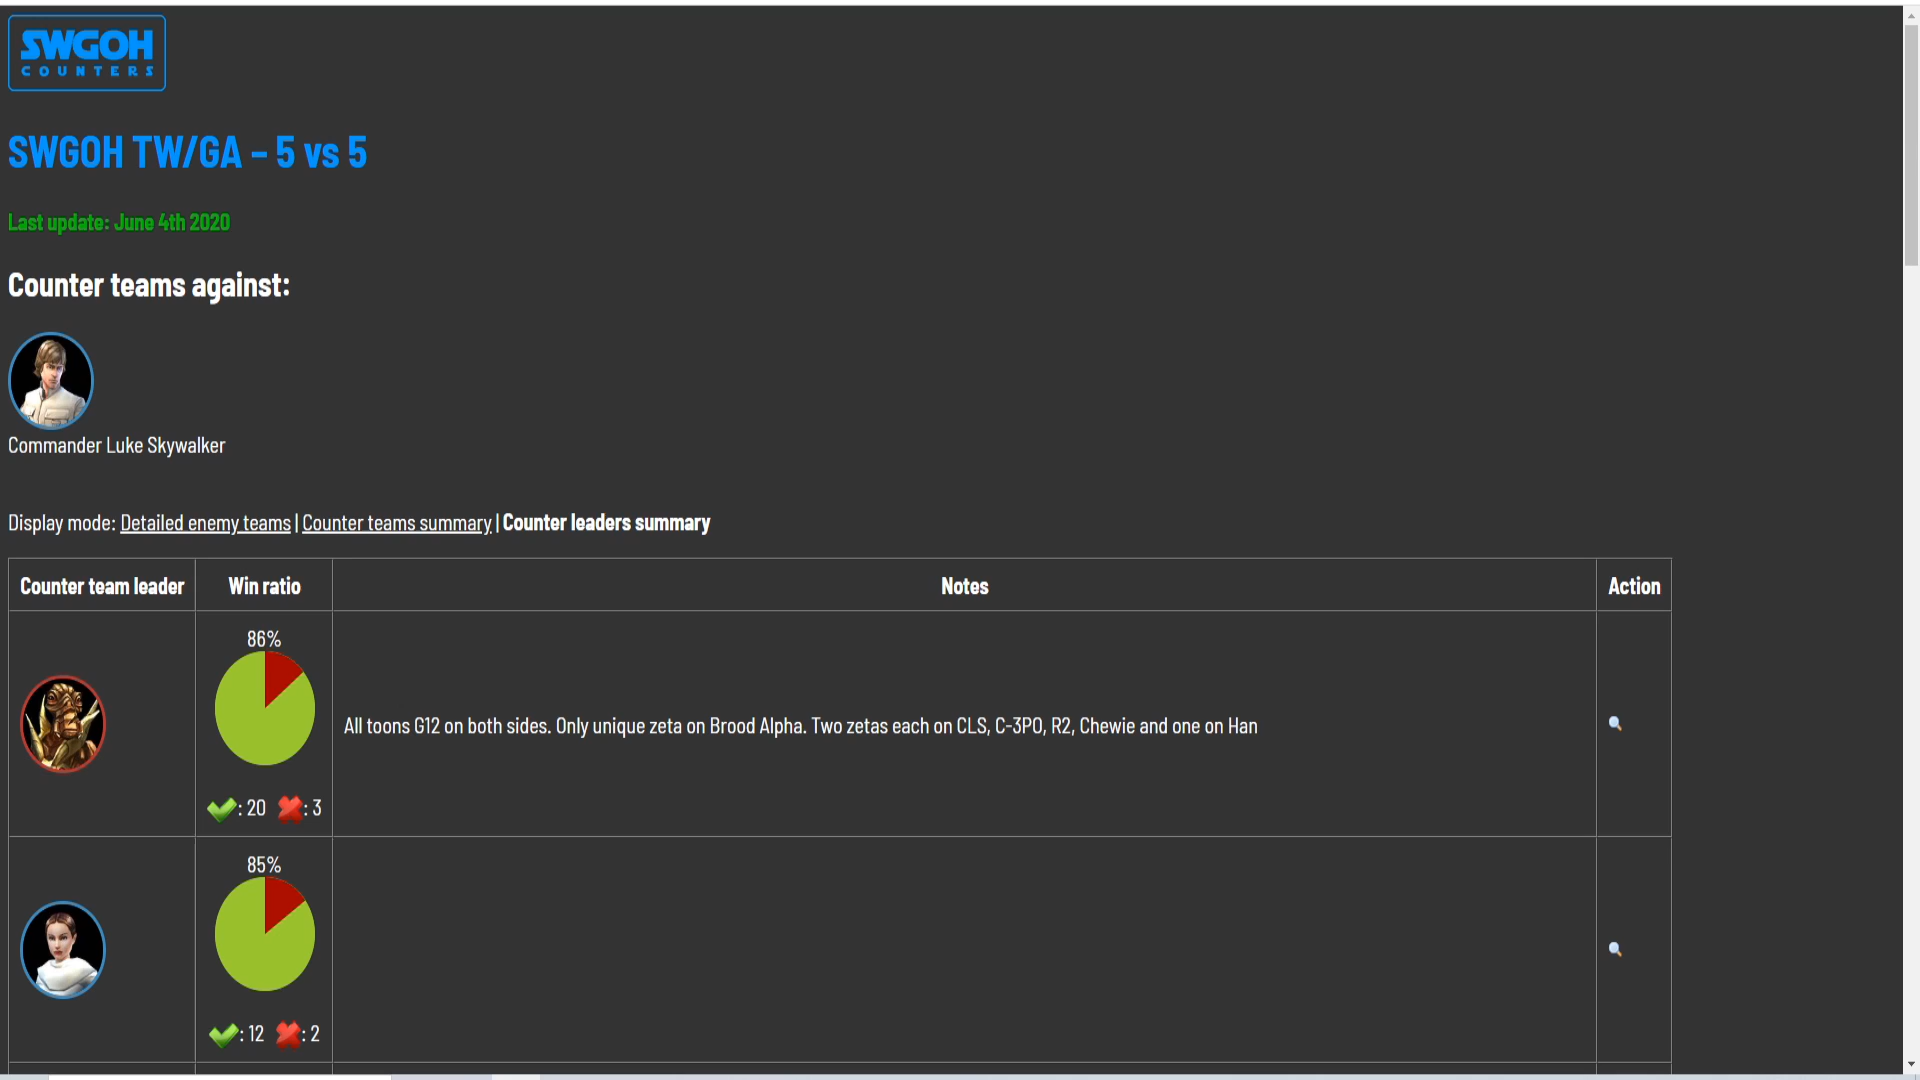 SWGOH
COUNTERS
SWGOH TW/GA – 5 vs 5
Last update: June 4th 2020
Counter teams against:
Commander Luke Skywalker
Display mode: Detailed enemy teams | Counter teams summary | Counter leaders summary
Counter team leader Win ratio Notes Action
86%
All toons G12 on both sides. Only unique zeta on Brood Alpha. Two zetas each on CLS, C-3PO, R2, Chewie and one on Han
: 20 : 3
85%
: 12 : 2